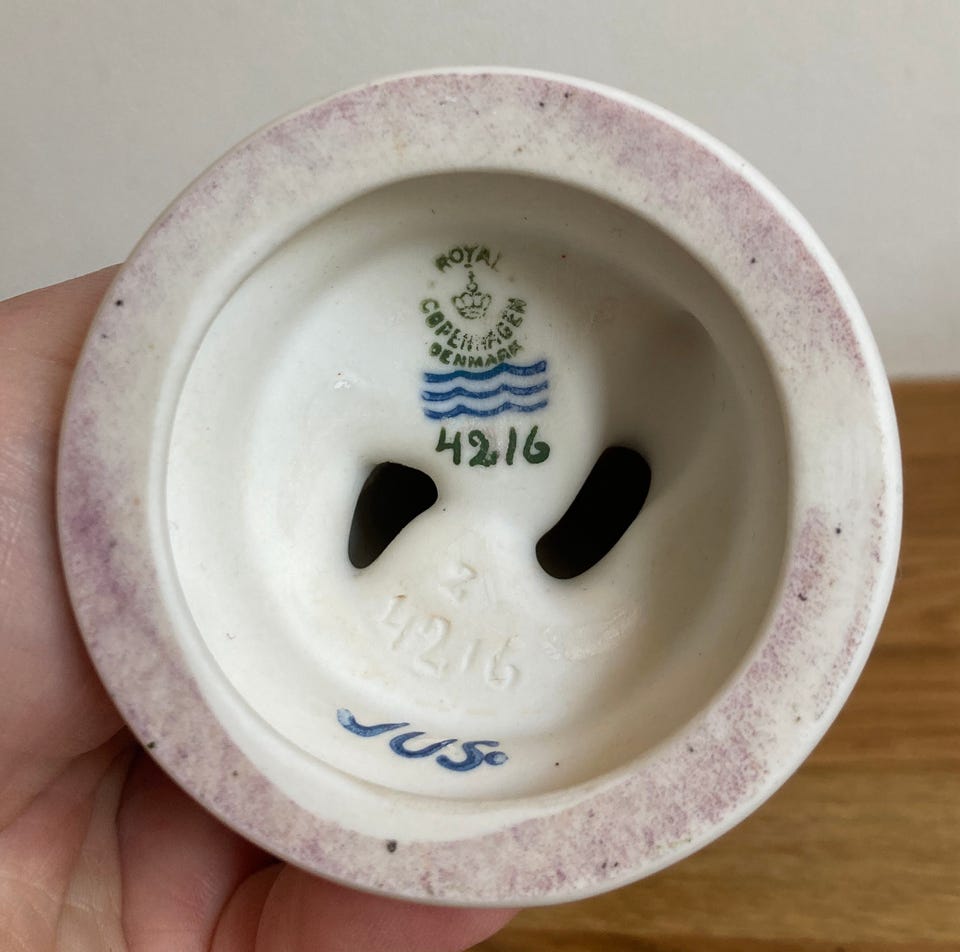 ROYAL
COPENHAGEN
DENMARK
4216
z
4216
JUS.